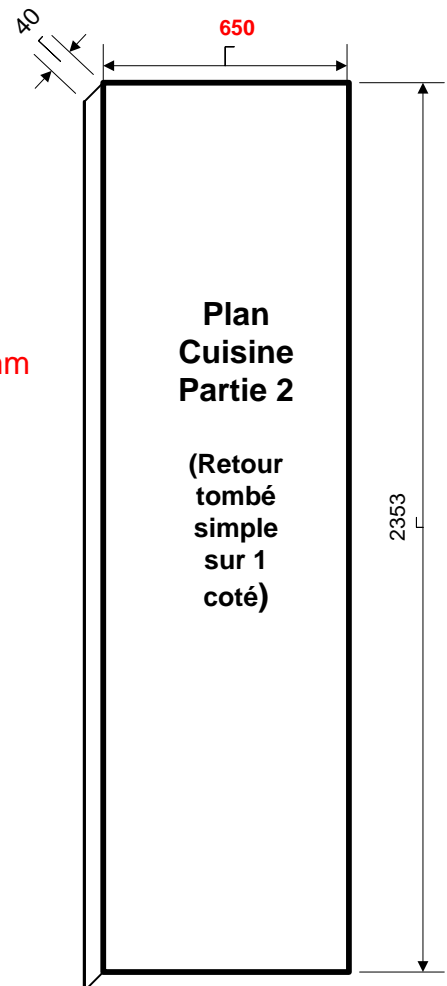 40
650
Plan
Cuisine
Partie 2
(Retour
tombé
simple
sur 1
coté)
2353